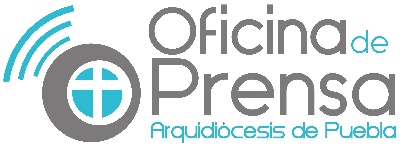 Oficina de
Prensa
Arquidiócesis de Puebla